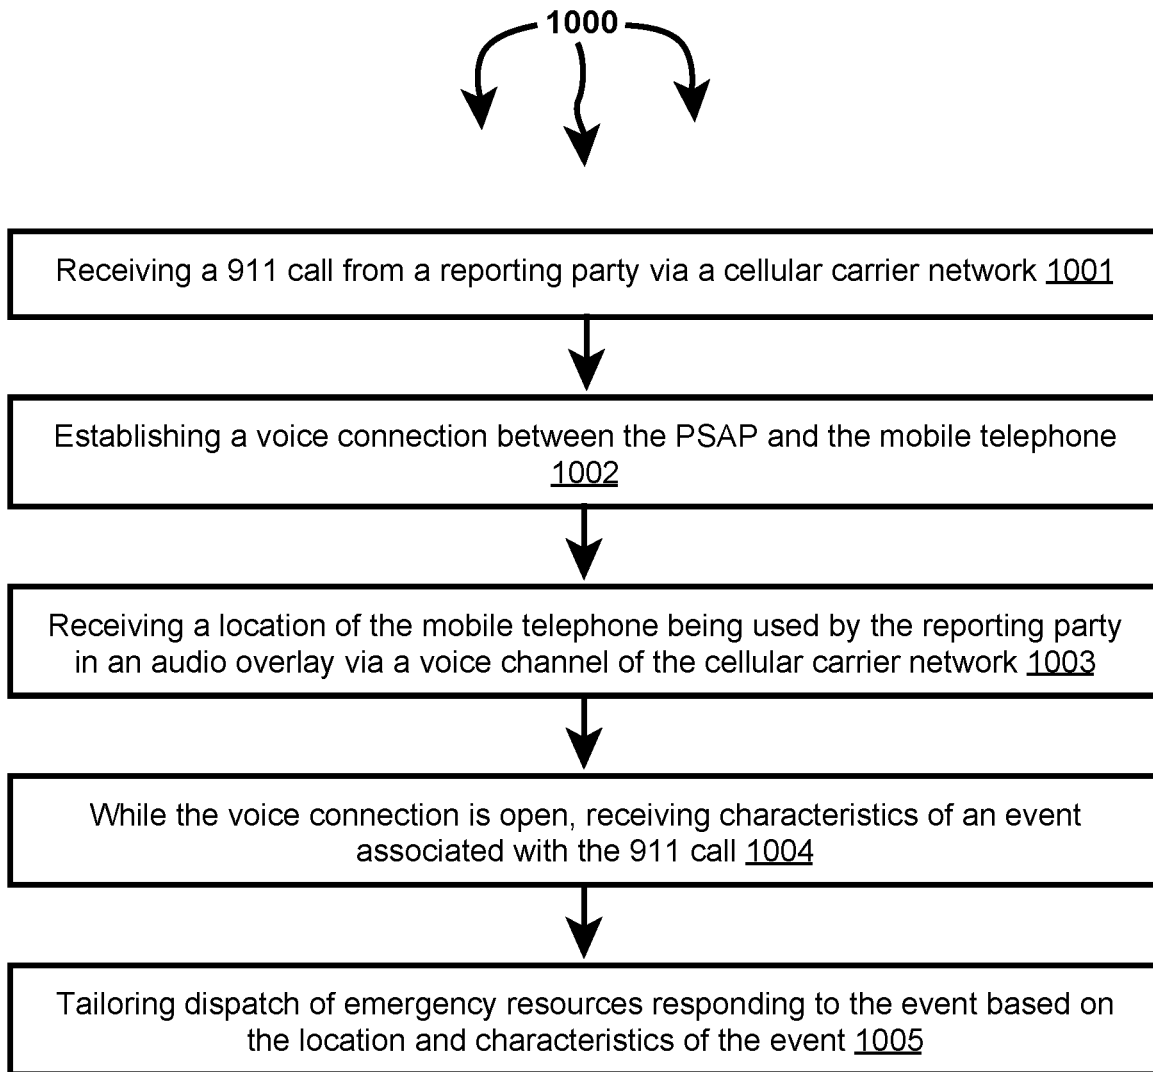 1000
Receiving a 911 call from a reporting party via a cellular carrier network 1001
Establishing a voice connection between the PSAP and the mobile telephone
1002
Receiving a location of the mobile telephone being used by the reporting party
in an audio overlay via a voice channel of the cellular carrier network 1003
While the voice connection is open, receiving characteristics of an event
associated with the 911 call 1004
Tailoring dispatch of emergency resources responding to the event based on
the location and characteristics of the event 1005